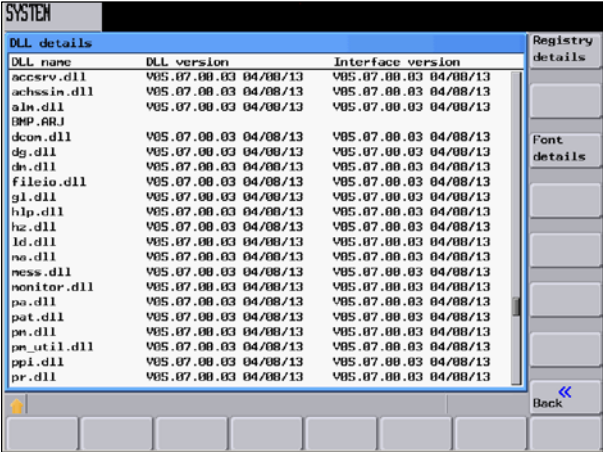 SYSTEM
DLL details
DLL name DLL version Interface version
accsrv.dll V05.07.00.03 04/08/13 V05.07.00.03 04/08/13
achssim.dll V05.07.00.03 04/08/13 V05.07.00.03 04/08/13
alm.dll V05.07.00.03 04/08/13 V05.07.00.03 04/08/13
BMP.ARJ
dcom.dll V05.07.00.03 04/08/13 V05.07.00.03 04/08/13
dg.dll V05.07.00.03 04/08/13 V05.07.00.03 04/08/13
dm.dll V05.07.00.03 04/08/13 V05.07.00.03 04/08/13
fileio.dll V05.07.00.03 04/08/13 V05.07.00.03 04/08/13
gl.dll V05.07.00.03 04/08/13 V05.07.00.03 04/08/13
hlp.dll V05.07.00.03 04/08/13 V05.07.00.03 04/08/13
hz.dll V05.07.00.03 04/08/13 V05.07.00.03 04/08/13
ld.dll V05.07.00.03 04/08/13 V05.07.00.03 04/08/13
ma.dll V05.07.00.03 04/08/13 V05.07.00.03 04/08/13
mess.dll V05.07.00.03 04/08/13 V05.07.00.03 04/08/13
monitor.dll V05.07.00.03 04/08/13 V05.07.00.03 04/08/13
pa.dll V05.07.00.03 04/08/13 V05.07.00.03 04/08/13
pat.dll V05.07.00.03 04/08/13 V05.07.00.03 04/08/13
pm.dll V05.07.00.03 04/08/13 V05.07.00.03 04/08/13
pm_util.dll V05.07.00.03 04/08/13 V05.07.00.03 04/08/13
ppi.dll V05.07.00.03 04/08/13 V05.07.00.03 04/08/13
pr.dll V05.07.00.03 04/08/13 V05.07.00.03 04/08/13
Registry
details
Font
details
Back